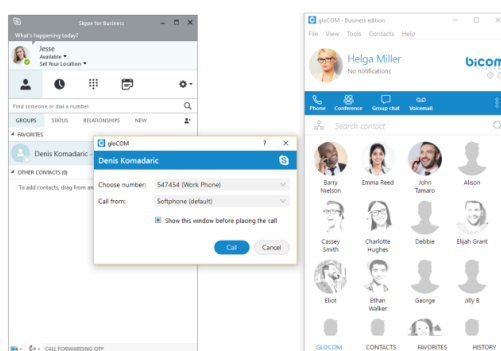 Skype for Business
What's happening today?
Jesse
Available
Set Your Location
Find someone or dial a number
GROUPS STATUS RELATIONSHIPS NEW
FAVORITES
Denis Komadaric -
OTHER CONTACTS (0)
To add contacts, drag from an
CALL FORWARDING OFF
gloCOM ? ×
Denis Komadaric
Choose number: 547454 (Work Phone)
Call from: Softphone (default)
Show this window before placing the call
Call Cancel
gloCOM - Business edition
File View Tools Contacts Help
Helga Miller
No notifications
bicom
Phone Conference Group chat Voicemail
Search contact
Barry Nielson
Emma Reed
John Tamaro
Alison
Cassey Smith
Charlotte Hughes
Debbie
Elijah Grant
Eliot
Ethan Walker
George
Jilly B
GLOCOM CONTACTS FAVORITES HISTORY